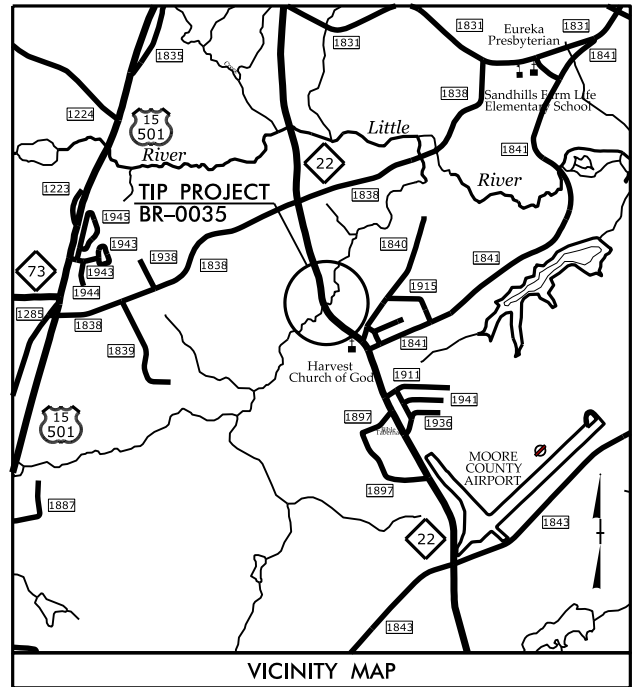 1835
1831
1831
Eureka
Presbyterian
1831
1841
1224
15
501
1838
Sandhills Farm Life
Elementary School
Little
River
22
1841
1223
TIP PROJECT
BR-0035
1838
River
1945
1943
1938
1838
1840
1841
73
1943
1915
1944
1285
1838
1839
1841
Harvest
Church of God
1911
1941
1897
1936
15
501
MOORE
COUNTY
AIRPORT
1887
1897
22
1843
1843
VICINITY MAP